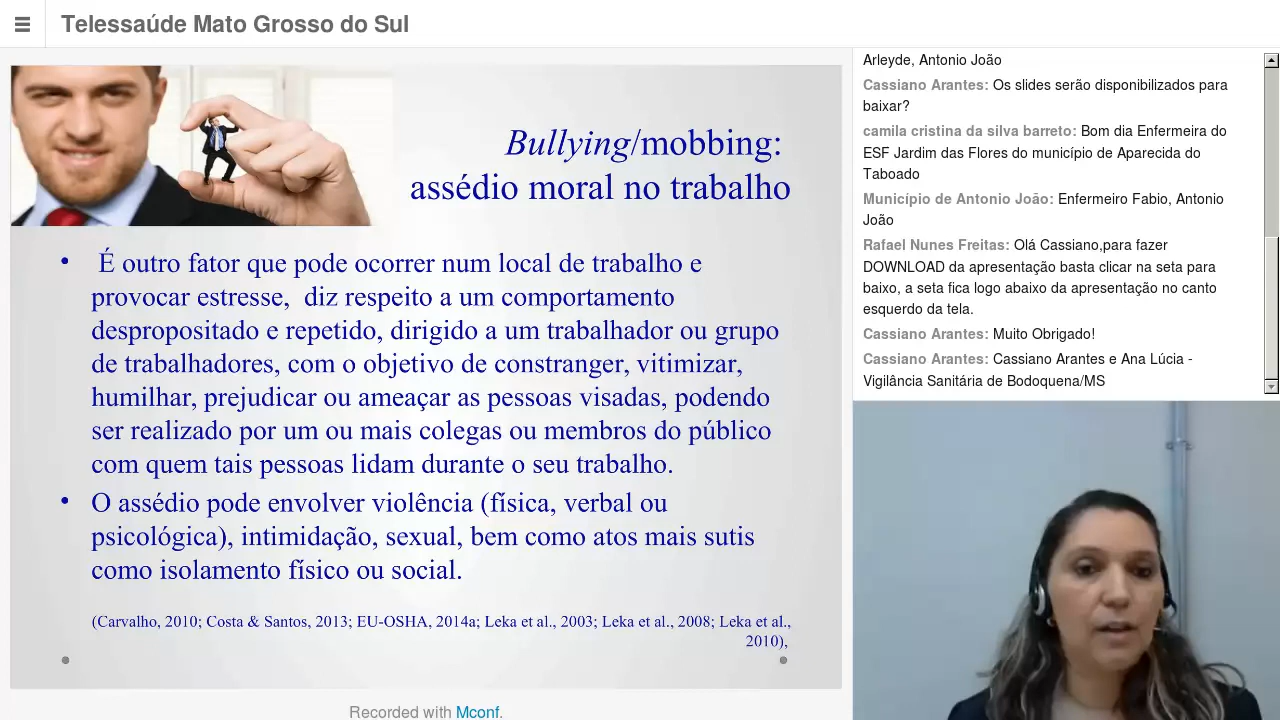 Telessaúde Mato Grosso do Sul
Bullying/mobbing:
assédio moral no trabalho
• É outro fator que pode ocorrer num local de trabalho e
provocar estresse, diz respeito a um comportamento
despropositado e repetido, dirigido a um trabalhador ou grupo
de trabalhadores, com o objetivo de constranger, vitimizar,
humilhar, prejudicar ou ameaçar as pessoas visadas, podendo
ser realizado por um ou mais colegas ou membros do público
com quem tais pessoas lidam durante o seu trabalho.
• O assédio pode envolver violência (física, verbal ou
psicológica), intimidação, sexual, bem como atos mais sutis
como isolamento físico ou social.
(Carvalho, 2010; Costa & Santos, 2013; EU-OSHA, 2014a; Leka et al., 2003; Leka et al., 2008; Leka et al.,
2010),
Recorded with Mconf.
Arleyde, Antonio João
Cassiano Arantes: Os slides serão disponibilizados para
baixar?
camila cristina da silva barreto: Bom dia Enfermeira do
ESF Jardim das Flores do município de Aparecida do
Taboado
Município de Antonio João: Enfermeiro Fabio, Antonio
João
Rafael Nunes Freitas: Olá Cassiano,para fazer
DOWNLOAD da apresentação basta clicar na seta para
baixo, a seta fica logo abaixo da apresentação no canto
esquerdo da tela.
Cassiano Arantes: Muito Obrigado!
Cassiano Arantes: Cassiano Arantes e Ana Lúcia -
Vigilância Sanitária de Bodoquena/MS